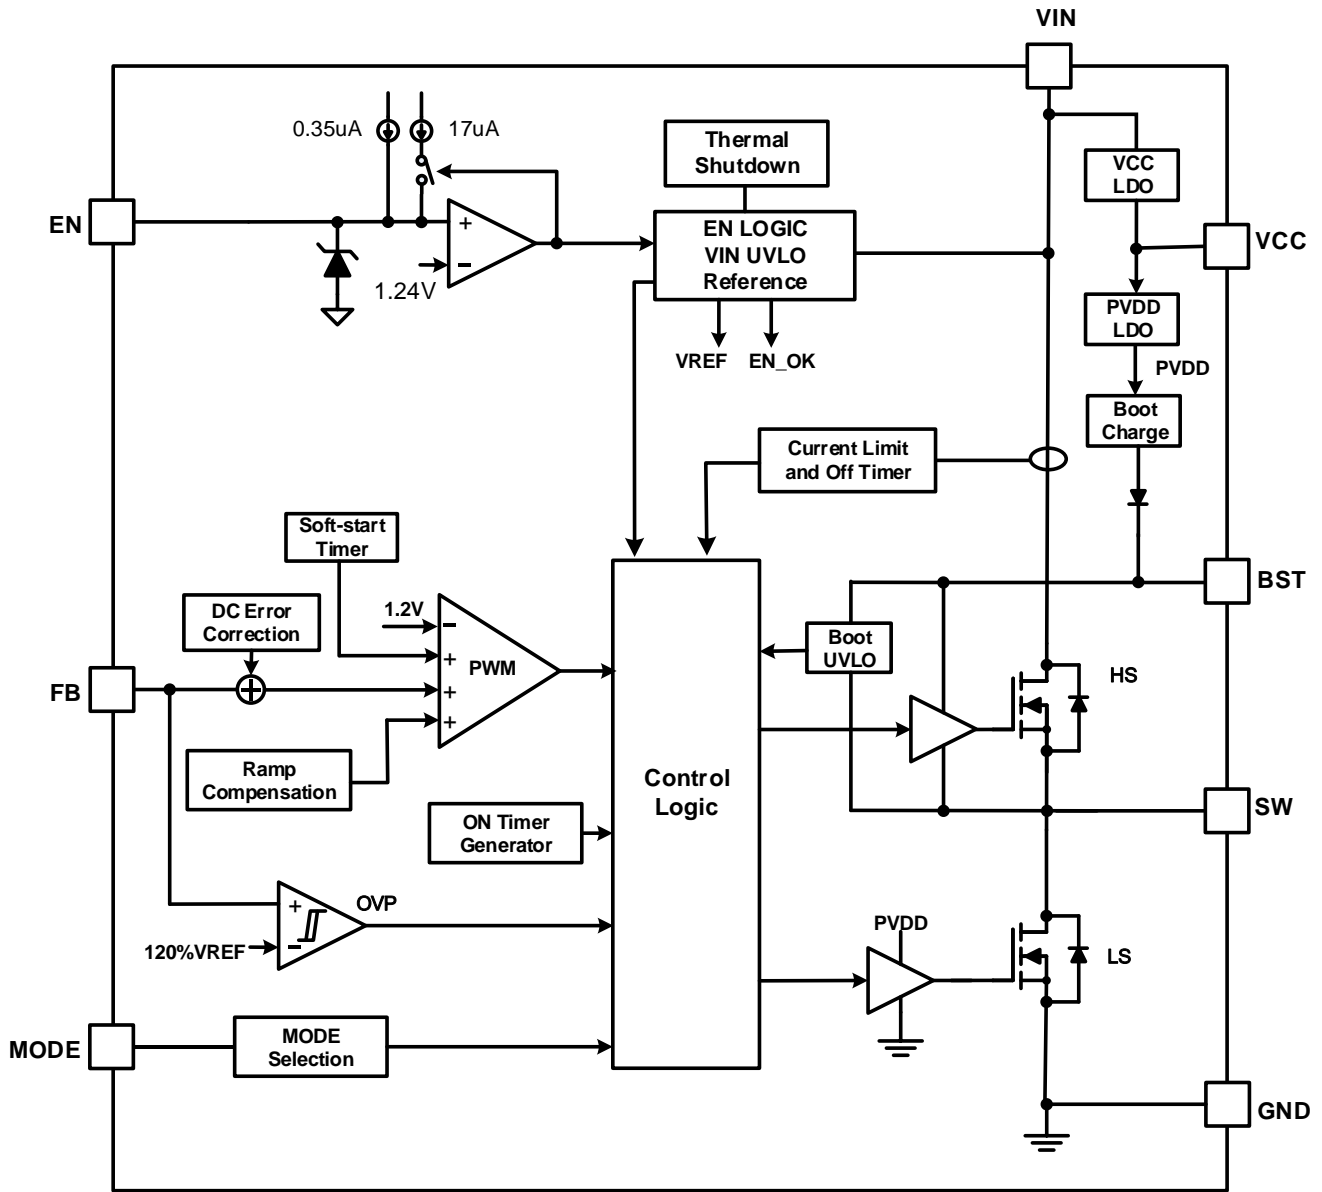 VIN
0.35uA
17uA
Thermal
Shutdown
VCC
LDO
EN
+
-
1.24V
EN LOGIC
VIN UVLO
Reference
VCC
PVDD
LDO
VREF
EN_OK
PVDD
Boot
Charge
Current Limit
and Off Timer
Soft-start
Timer
BST
DC Error
Correction
1.2V
-
+
+
+
PWM
Boot
UVLO
FB
HS
Ramp
Compensation
Control
Logic
SW
ON Timer
Generator
OVP
+
-
120%VREF
PVDD
LS
MODE
MODE
Selection
GND